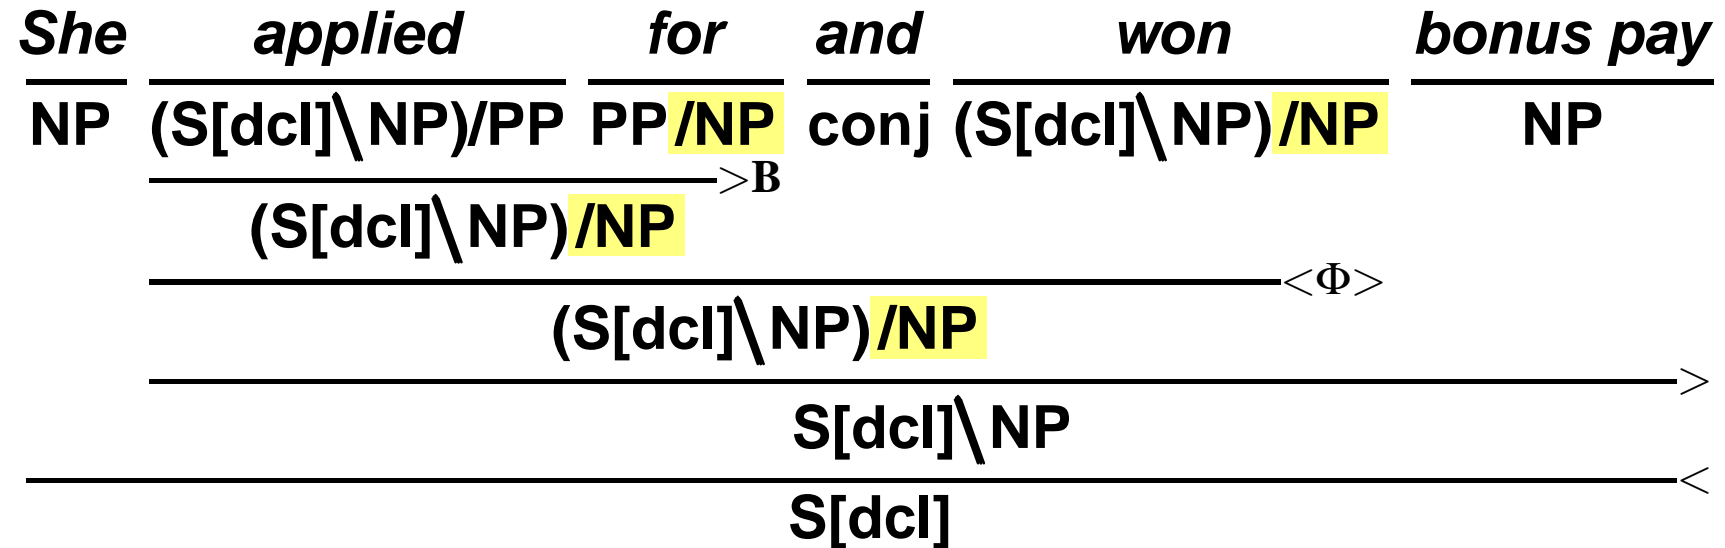 She applied for and won bonus pay
NP (S[dcl]\NP)/PP PP/NP conj (S[dcl]\NP)/NP NP
>B
(S[dcl]\NP)/NP
<Φ>
(S[dcl]\NP)/NP
>
S[dcl]\NP
<
S[dcl]